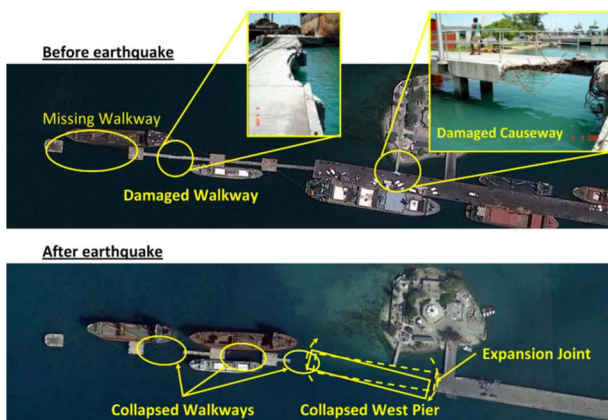 Before earthquake
Missing Walkway
Damaged Walkway
Damaged Causeway
After earthquake
Expansion Joint
Collapsed Walkways
Collapsed West Pier